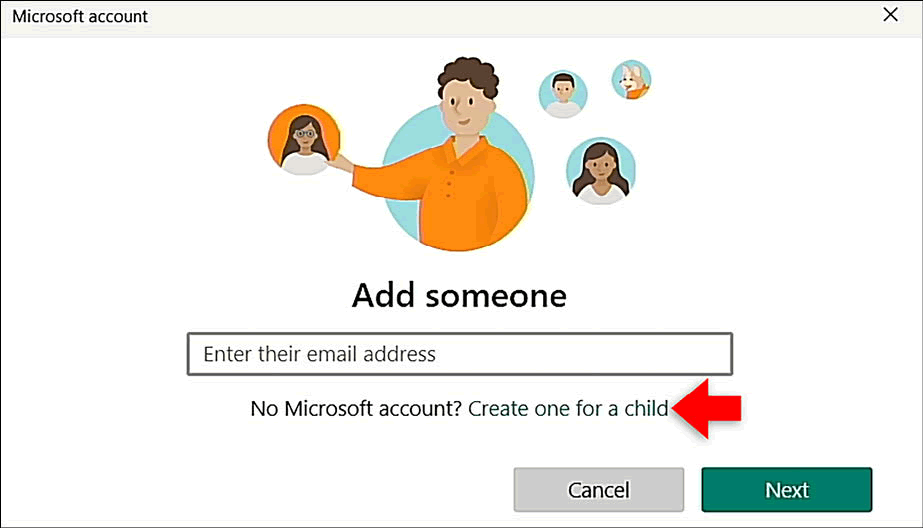 Microsoft account
Add someone
Enter their email address
No Microsoft account? Create one for a child
Cancel
Next